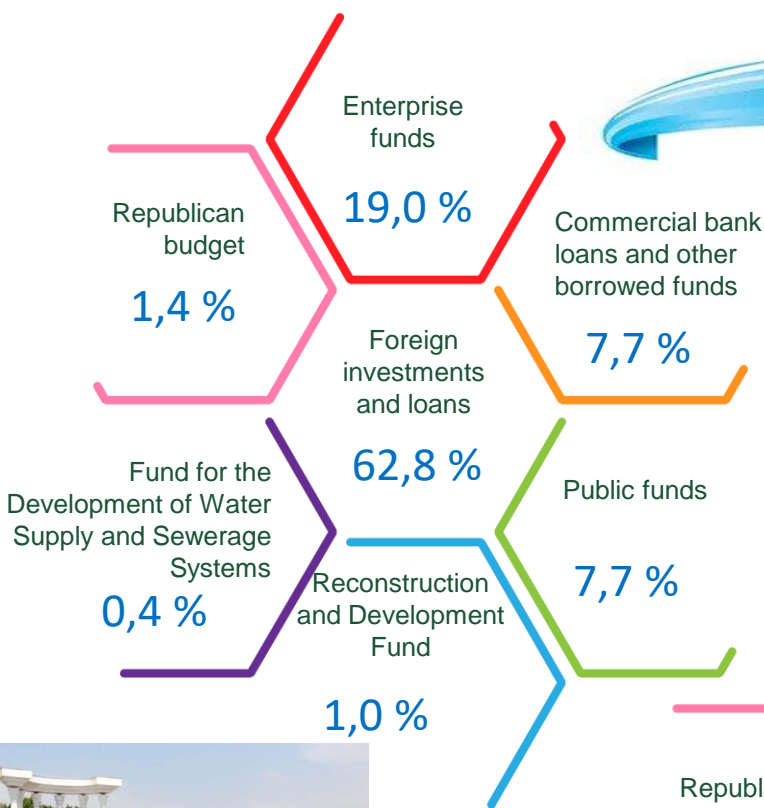 Enterprise
funds
19,0 %
Republican
budget
1,4 %
Commercial bank
loans and other
borrowed funds
7,7 %
Foreign
investments
and loans
62,8 %
Fund for the
Development of Water
Supply and Sewerage
Systems
0,4 %
Public funds
7,7 %
Reconstruction
and Development
Fund
1,0 %